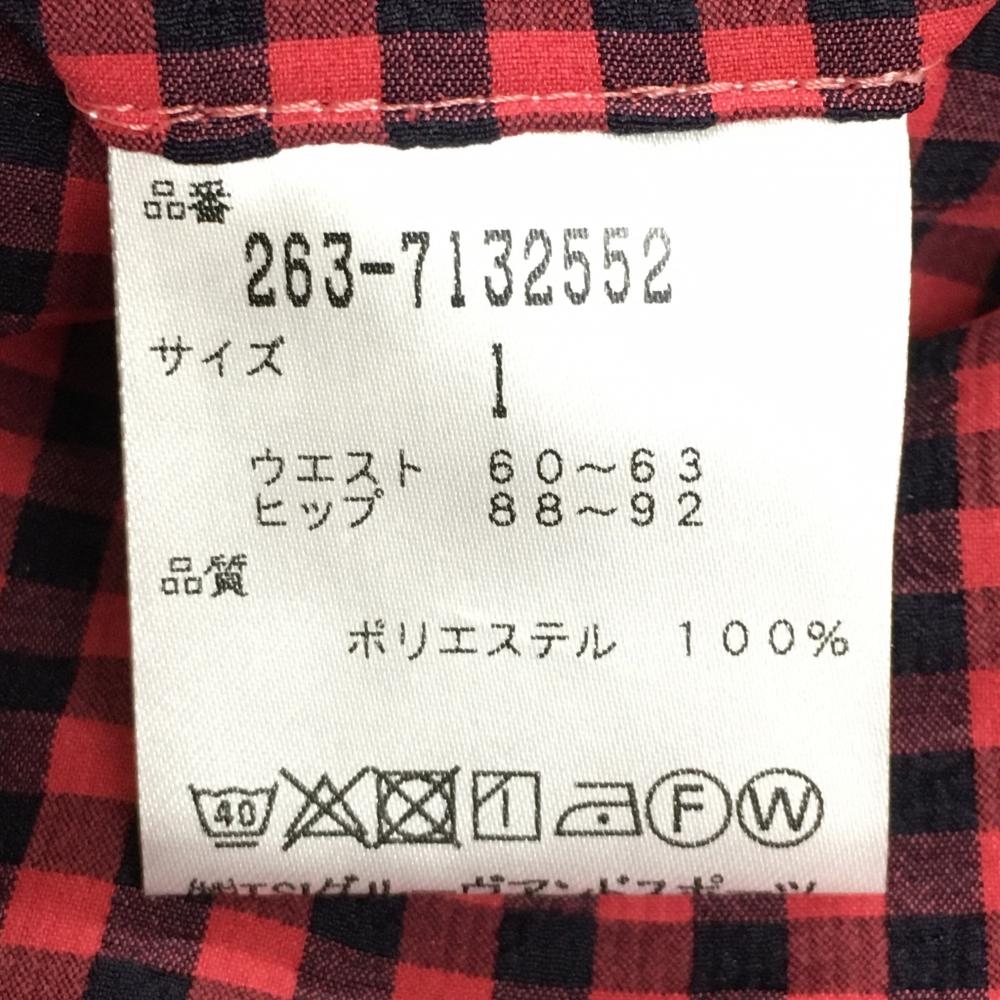 品番
263-7132552
サイズ 1
ウエスト 60〜63
ヒップ 88〜92
品質
ポリエステル 100%
40 1 F W